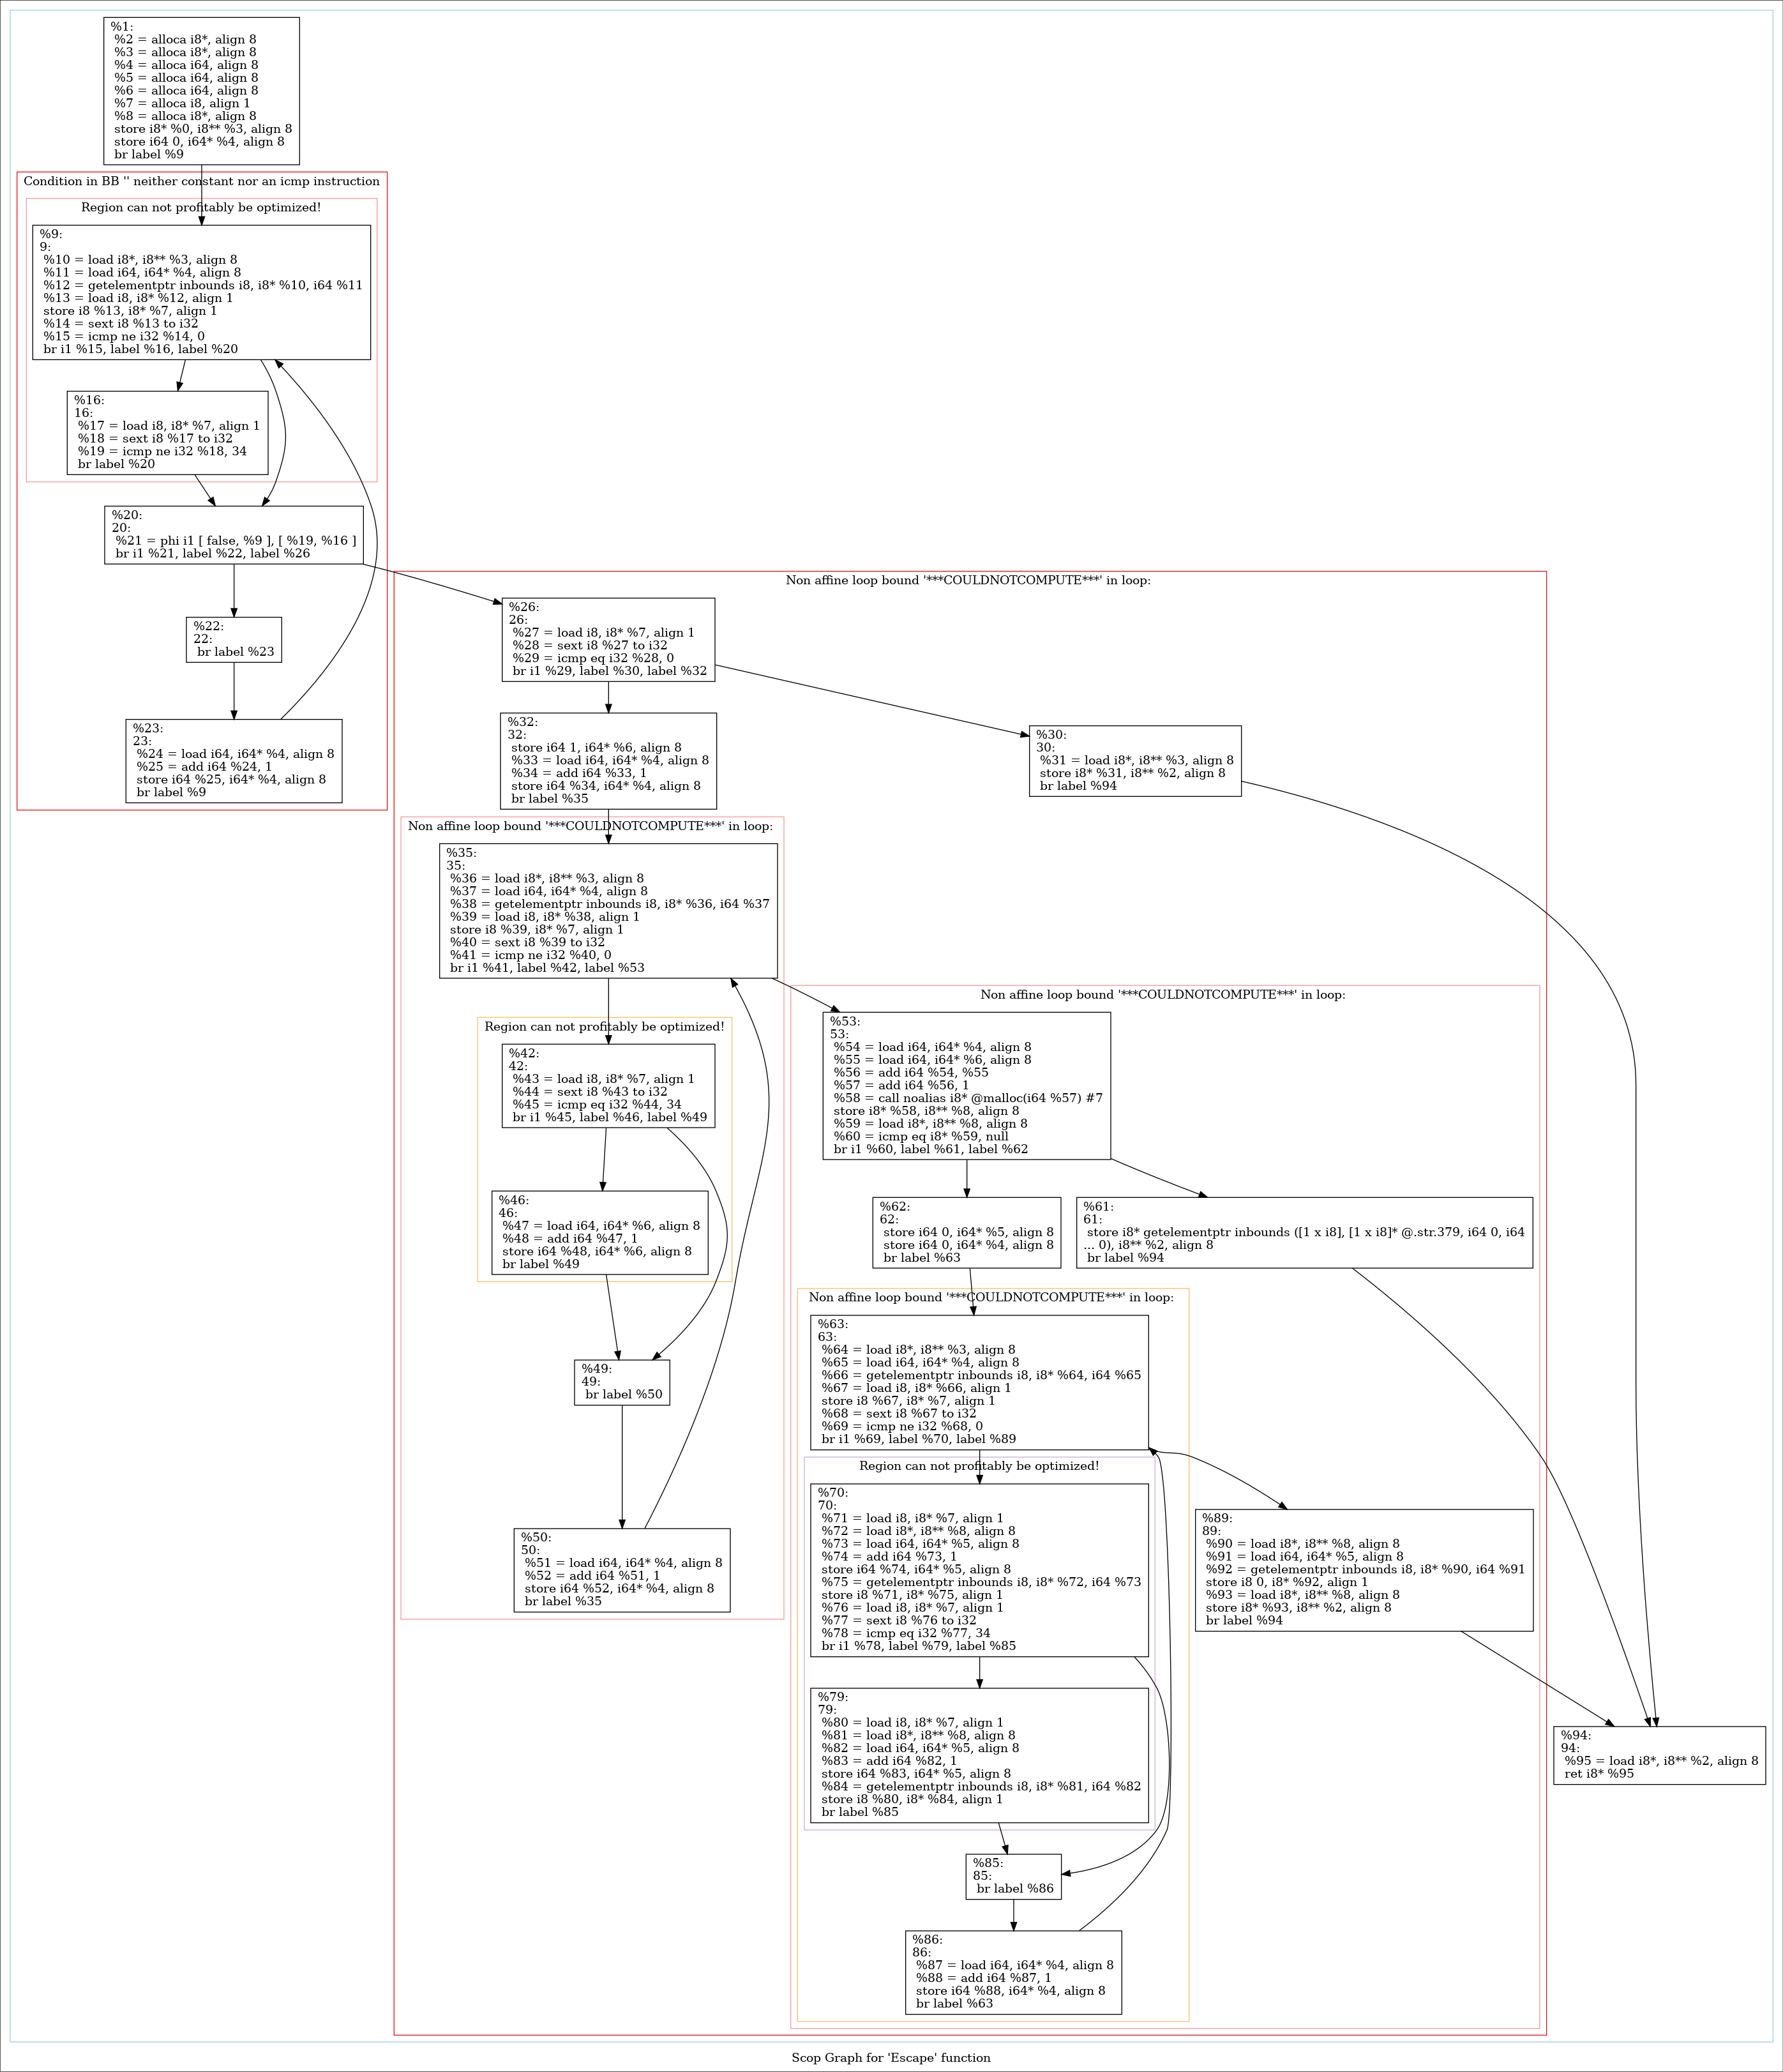 %1:
%2 = alloca i8*, align 8
%3 = alloca i8*, align 8
%4 = alloca i64, align 8
%5 = alloca i64, align 8
%6 = alloca i64, align 8
%7 = alloca i8, align 1
%8 = alloca i8*, align 8
store i8* %0, i8** %3, align 8
store i64 0, i64* %4, align 8
br label %9
Condition in BB '' neither constant nor an icmp instruction
Region can not profitably be optimized!
%9:
9:
%10 = load i8*, i8** %3, align 8
%11 = load i64, i64* %4, align 8
%12 = getelementptr inbounds i8, i8* %10, i64 %11
%13 = load i8, i8* %12, align 1
store i8 %13, i8* %7, align 1
%14 = sext i8 %13 to i32
%15 = icmp ne i32 %14, 0
br i1 %15, label %16, label %20
%16:
16:
%17 = load i8, i8* %7, align 1
%18 = sext i8 %17 to i32
%19 = icmp ne i32 %18, 34
br label %20
%20:
20:
%21 = phi i1 [ false, %9 ], [ %19, %16 ]
br i1 %21, label %22, label %26
%22:
22:
br label %23
%23:
23:
%24 = load i64, i64* %4, align 8
%25 = add i64 %24, 1
store i64 %25, i64* %4, align 8
br label %9
Non affine loop bound '***COULDNOTCOMPUTE***' in loop:
%26:
26:
%27 = load i8, i8* %7, align 1
%28 = sext i8 %27 to i32
%29 = icmp eq i32 %28, 0
br i1 %29, label %30, label %32
%32:
32:
store i64 1, i64* %6, align 8
%33 = load i64, i64* %4, align 8
%34 = add i64 %33, 1
store i64 %34, i64* %4, align 8
br label %35
%30:
30:
%31 = load i8*, i8** %3, align 8
store i8* %31, i8** %2, align 8
br label %94
Non affine loop bound '***COULDNOTCOMPUTE***' in loop:
%35:
35:
%36 = load i8*, i8** %3, align 8
%37 = load i64, i64* %4, align 8
%38 = getelementptr inbounds i8, i8* %36, i64 %37
%39 = load i8, i8* %38, align 1
store i8 %39, i8* %7, align 1
%40 = sext i8 %39 to i32
%41 = icmp ne i32 %40, 0
br i1 %41, label %42, label %53
Region can not profitably be optimized!
%42:
42:
%43 = load i8, i8* %7, align 1
%44 = sext i8 %43 to i32
%45 = icmp eq i32 %44, 34
br i1 %45, label %46, label %49
%46:
46:
%47 = load i64, i64* %6, align 8
%48 = add i64 %47, 1
store i64 %48, i64* %6, align 8
br label %49
%49:
49:
br label %50
%50:
50:
%51 = load i64, i64* %4, align 8
%52 = add i64 %51, 1
store i64 %52, i64* %4, align 8
br label %35
Non affine loop bound '***COULDNOTCOMPUTE***' in loop:
%53:
53:
%54 = load i64, i64* %4, align 8
%55 = load i64, i64* %6, align 8
%56 = add i64 %54, %55
%57 = add i64 %56, 1
%58 = call noalias i8* @malloc(i64 %57) #7
store i8* %58, i8** %8, align 8
%59 = load i8*, i8** %8, align 8
%60 = icmp eq i8* %59, null
br i1 %60, label %61, label %62
%62:
62:
store i64 0, i64* %5, align 8
store i64 0, i64* %4, align 8
br label %63
%61:
61:
store i8* getelementptr inbounds ([1 x i8], [1 x i8]* @.str.379, i64 0, i64
... 0), i8** %2, align 8
br label %94
Non affine loop bound '***COULDNOTCOMPUTE***' in loop:
%63:
63:
%64 = load i8*, i8** %3, align 8
%65 = load i64, i64* %4, align 8
%66 = getelementptr inbounds i8, i8* %64, i64 %65
%67 = load i8, i8* %66, align 1
store i8 %67, i8* %7, align 1
%68 = sext i8 %67 to i32
%69 = icmp ne i32 %68, 0
br i1 %69, label %70, label %89
Region can not profitably be optimized!
%70:
70:
%71 = load i8, i8* %7, align 1
%72 = load i8*, i8** %8, align 8
%73 = load i64, i64* %5, align 8
%74 = add i64 %73, 1
store i64 %74, i64* %5, align 8
%75 = getelementptr inbounds i8, i8* %72, i64 %73
store i8 %71, i8* %75, align 1
%76 = load i8, i8* %7, align 1
%77 = sext i8 %76 to i32
%78 = icmp eq i32 %77, 34
br i1 %78, label %79, label %85
%89:
89:
%90 = load i8*, i8** %8, align 8
%91 = load i64, i64* %5, align 8
%92 = getelementptr inbounds i8, i8* %90, i64 %91
store i8 0, i8* %92, align 1
%93 = load i8*, i8** %8, align 8
store i8* %93, i8** %2, align 8
br label %94
%79:
79:
%80 = load i8, i8* %7, align 1
%81 = load i8*, i8** %8, align 8
%82 = load i64, i64* %5, align 8
%83 = add i64 %82, 1
store i64 %83, i64* %5, align 8
%84 = getelementptr inbounds i8, i8* %81, i64 %82
store i8 %80, i8* %84, align 1
br label %85
%94:
94:
%95 = load i8*, i8** %2, align 8
ret i8* %95
%85:
85:
br label %86
%86:
86:
%87 = load i64, i64* %4, align 8
%88 = add i64 %87, 1
store i64 %88, i64* %4, align 8
br label %63
Scop Graph for 'Escape' function